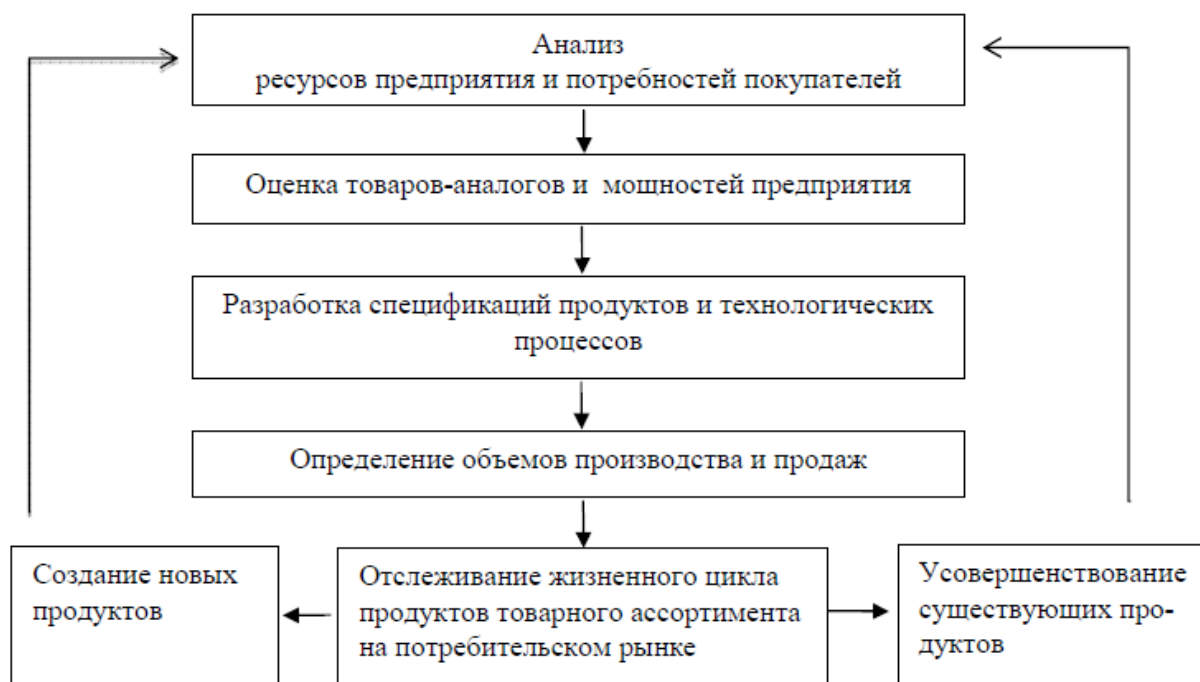 Анализ
ресурсов предприятия и потребностей покупателей
Оценка товаров-аналогов и мощностей предприятия
Разработка спецификаций продуктов и технологических
процессов
Определение объемов производства и продаж
Создание новых
продуктов
Отслеживание жизненного цикла
продуктов товарного ассортимента
на потребительском рынке
Усовершенствование
существующих про-
дуктов